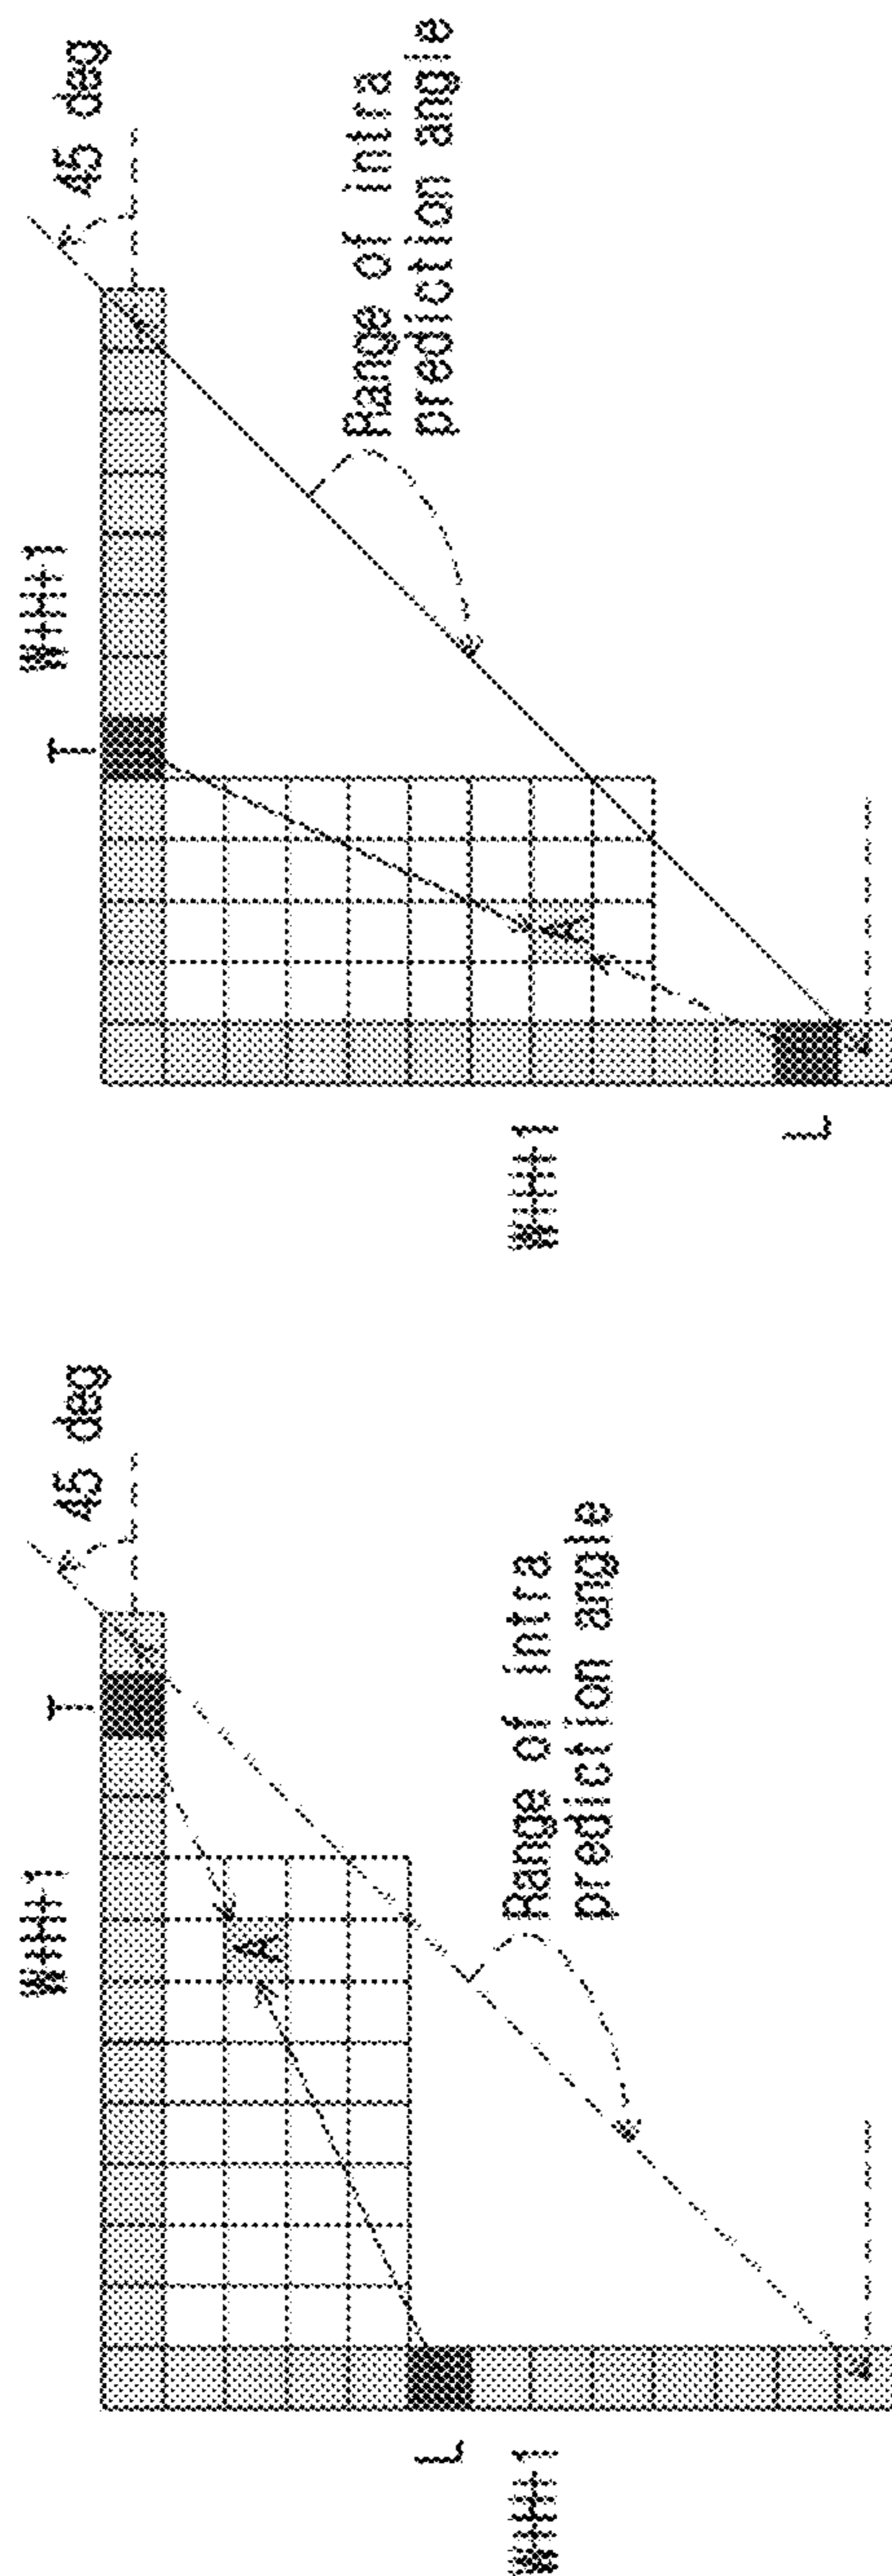 W+H+1
T
45 deg
A
Range of intra
prediction angle
L
W+H+1
W+H+1
T
45 deg
A
Range of intra
prediction angle
L
W+H+1